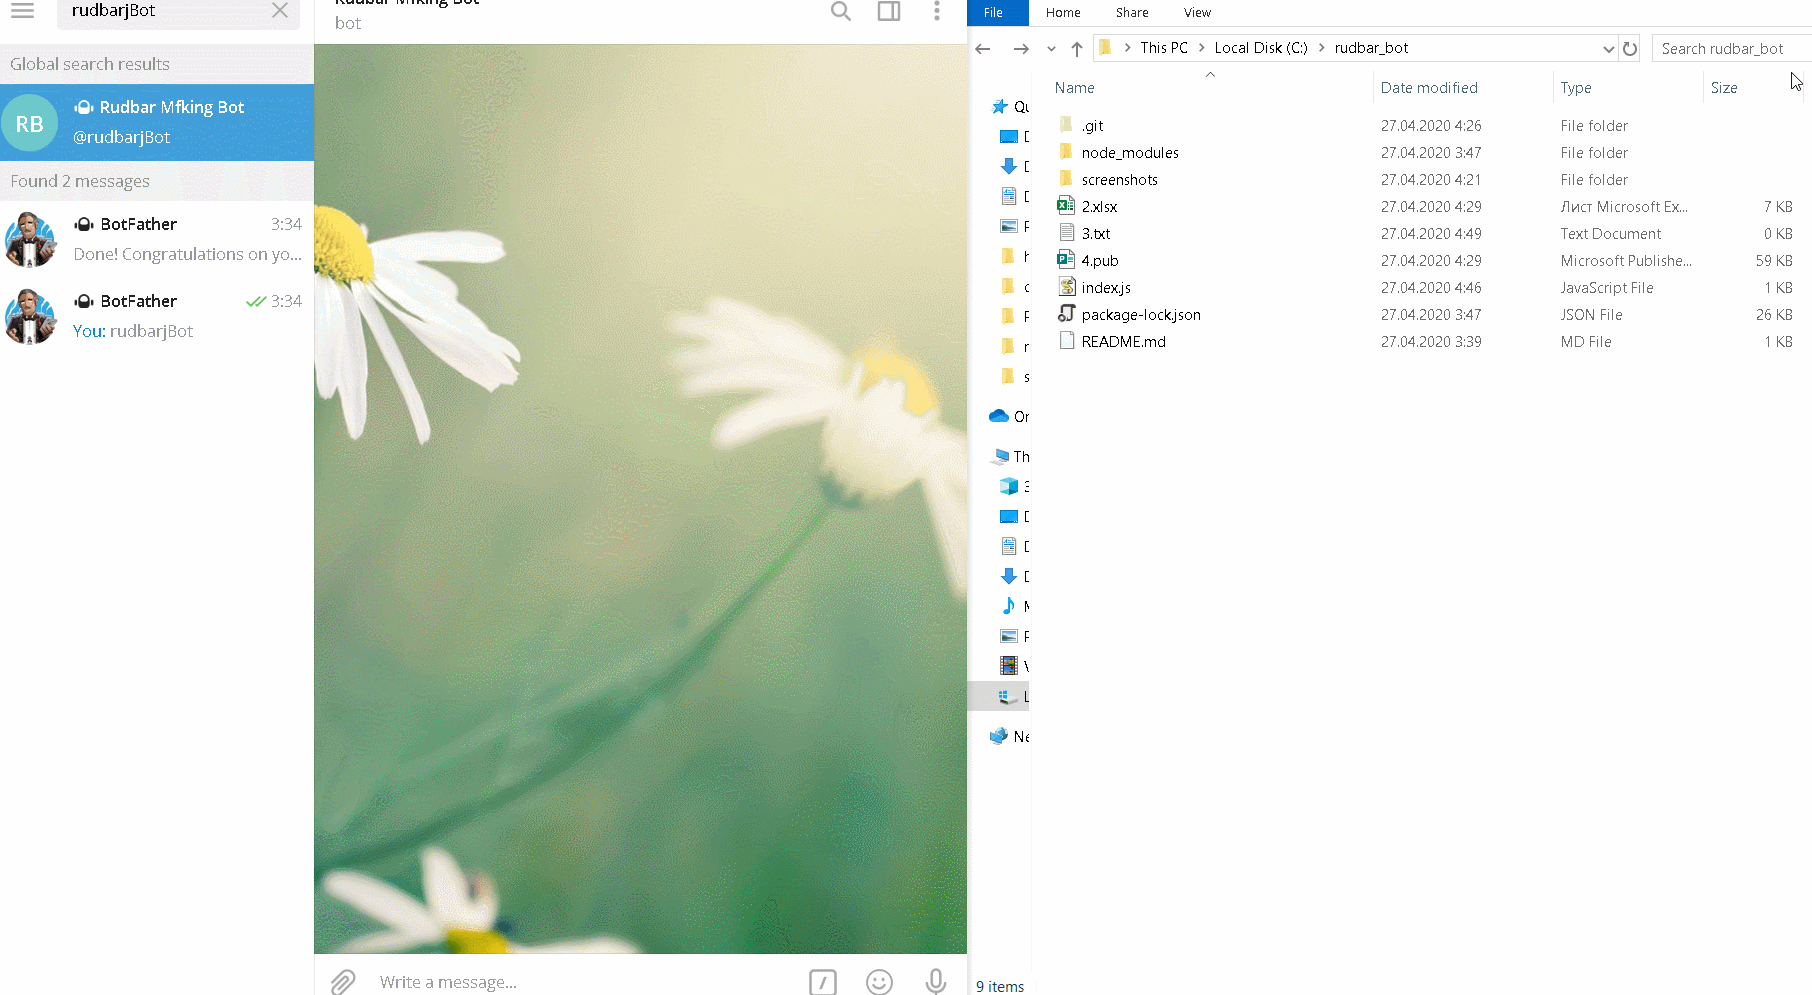 rudbarjBot
Global search results
RB
Rudbar Mfking Bot
@rudbarjBot
Found 2 messages
BotFather 3:34
Done! Congratulations on yo...
BotFather 3:34
You: rudbarjBot
Rudbar Mfking Bot
bot
Write a message...
File Home Share View
This PC Local Disk (C:) rudbar_bot
Search rudbar_bot
Name Date modified Type Size
.git 27.04.2020 4:26 File folder
node_modules 27.04.2020 3:47 File folder
screenshots 27.04.2020 4:21 File folder
2.xlsx 27.04.2020 4:29 Лист Microsoft Ex... 7 KB
3.txt 27.04.2020 4:49 Text Document 0 KB
4.pub 27.04.2020 4:29 Microsoft Publishe... 59 KB
index.js 27.04.2020 4:46 JavaScript File 1 KB
package-lock.json 27.04.2020 3:47 JSON File 26 KB
README.md 27.04.2020 3:39 MD File 1 KB
Qu
On
Th
Ne
9 items